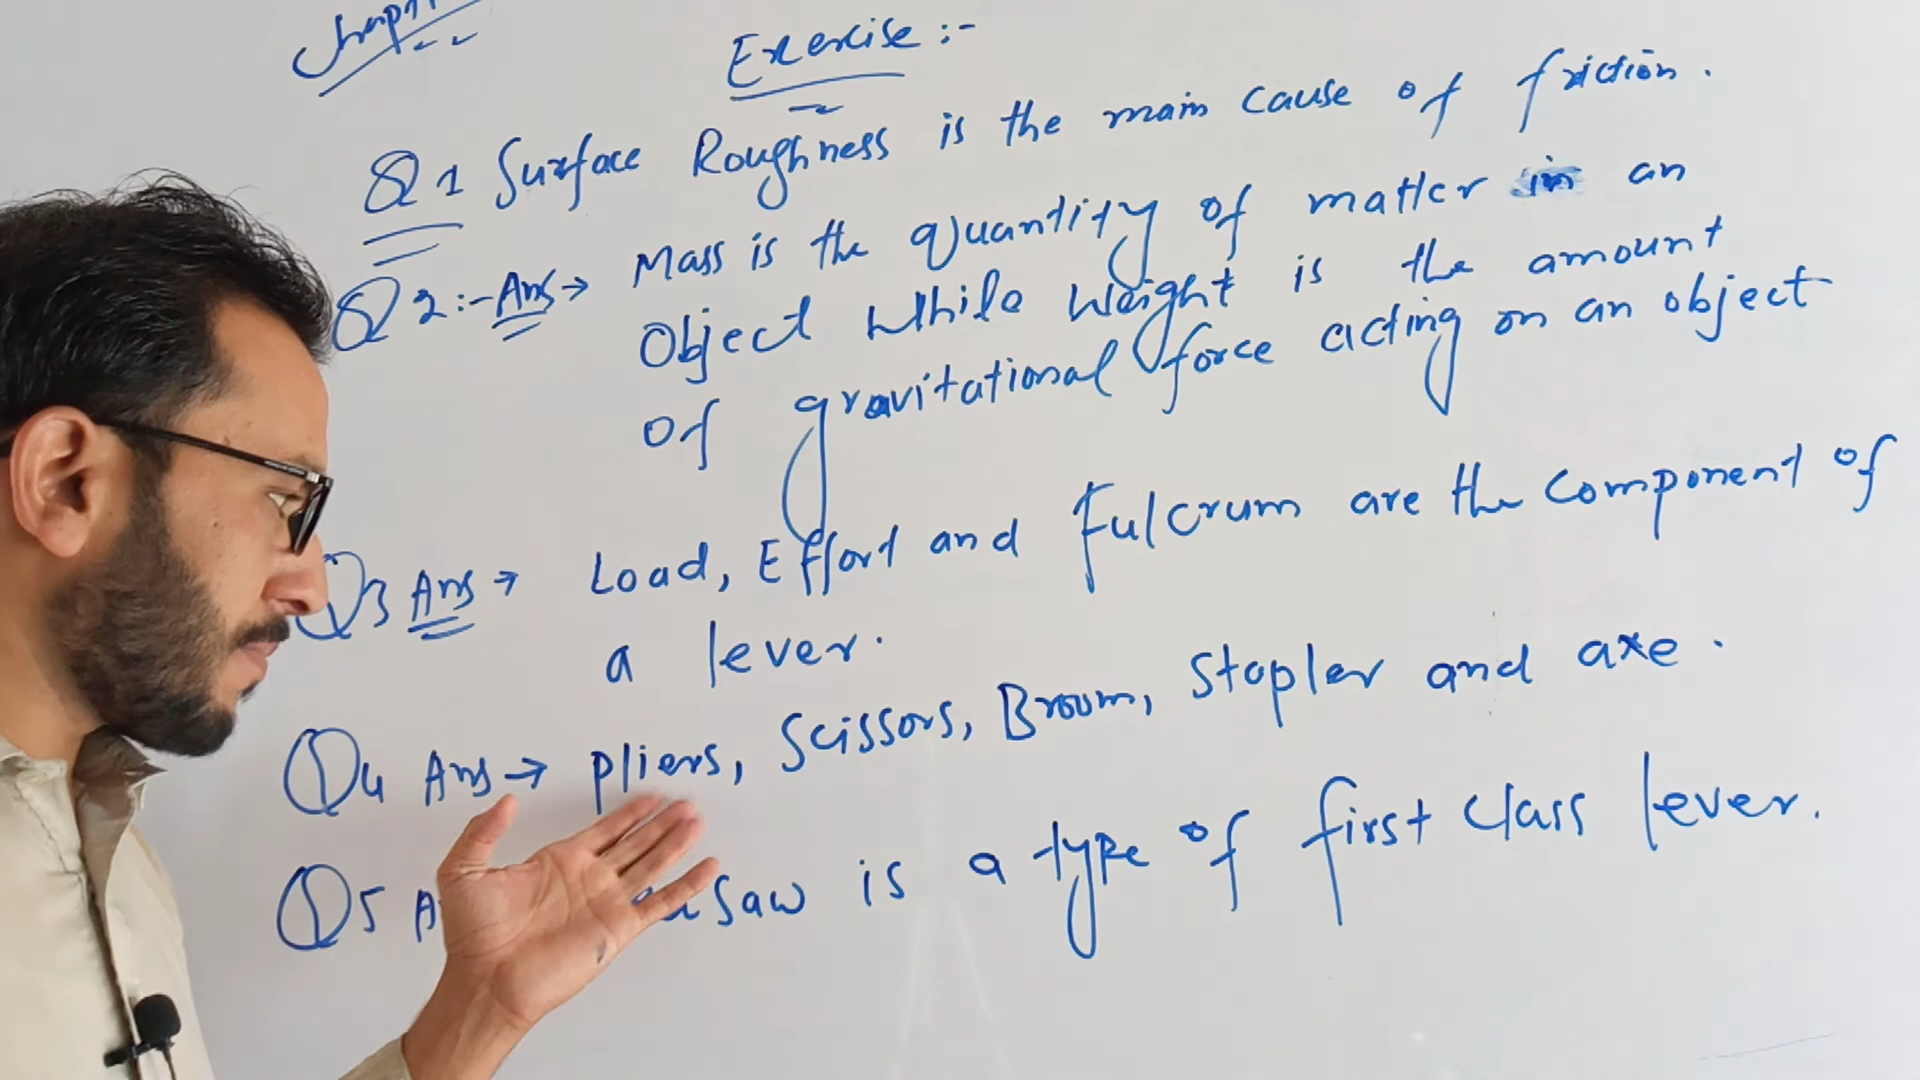 Exercise :-
Q1 Surface Roughness is the main cause of friction.
Q2:- Ans → Mass is the quantity of matter in an
object while weight is the amount
of gravitational force acting on an object
Q3 Ans → Load, Effort and Fulcrum are the component of
a lever.
Q4 Ans → pliers, Scissors, Broom, Stapler and axe.
Q5 saw is a type of first class lever.